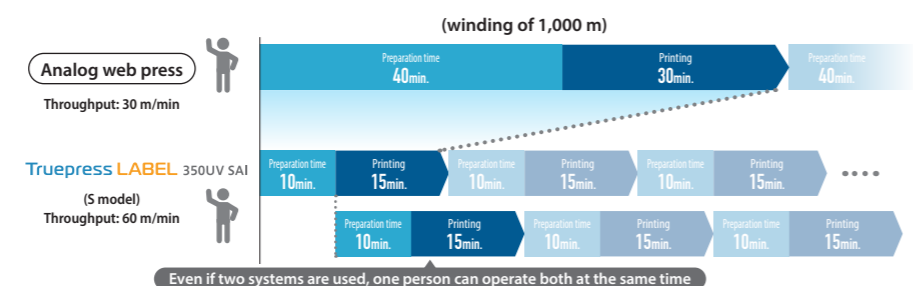 (winding of 1,000 m)
Analog web press
Throughput: 30 m/min
Preparation time
40min.
Printing
30min.
Preparation time
40min.
Truepress LABEL 350UV SAI
(S model)
Throughput: 60 m/min
Preparation time
10min.
Printing
15min.
Preparation time
10min.
Printing
15min.
Preparation time
10min.
Printing
15min.
Preparation time
10min.
Printing
15min.
Preparation time
10min.
Printing
15min.
Preparation time
10min.
Printing
15min.
Even if two systems are used, one person can operate both at the same time